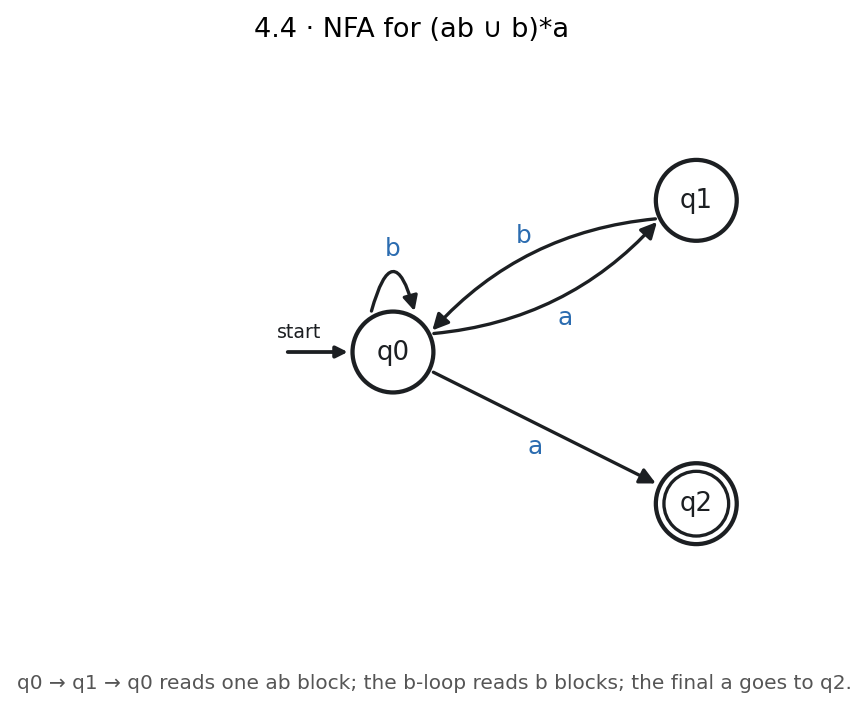 4.4 · NFA for (ab ∪ b)*a
q1
b
b
a
start
q0
a
q2
q0 → q1 → q0 reads one ab block; the b-loop reads b blocks; the final a goes to q2.